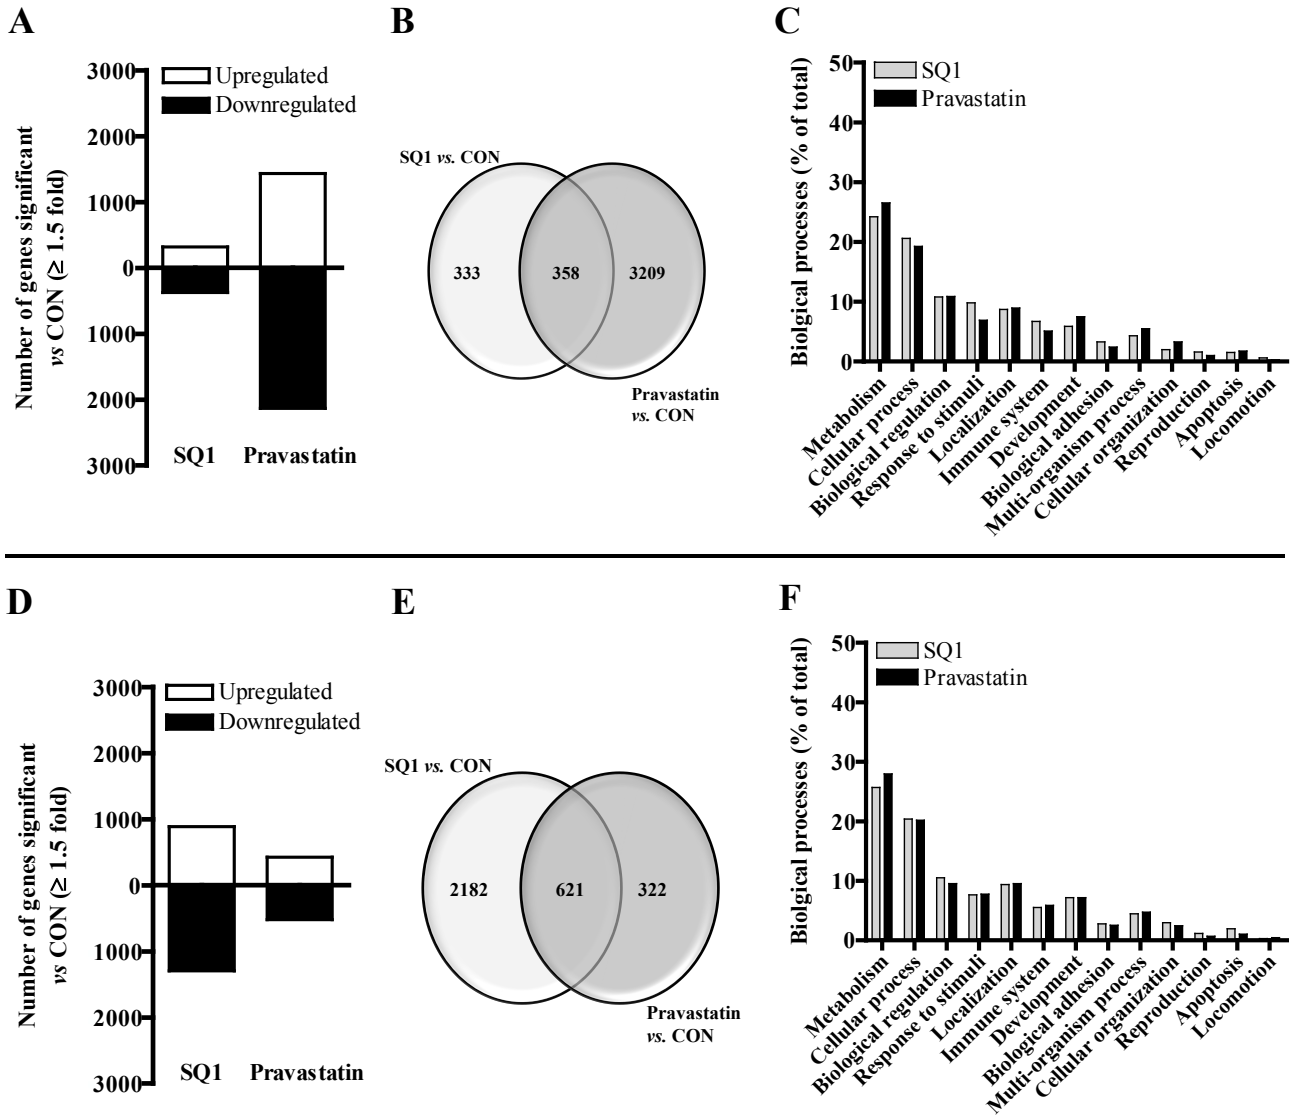 A
Number of genes significant
vs CON (≥ 1.5 fold)
3000
2000
1000
0
1000
2000
3000
Upregulated
Downregulated
SQ1
Pravastatin
B
SQ1 vs. CON
333
358
3209
Pravastatin
vs. CON
C
Biolgical processes (% of total)
50
40
30
20
10
0
SQ1
Pravastatin
Metabolism
Cellular process
Biological regulation
Response to stimuli
Localization
Immune system
Development
Biological adhesion
Multi-organism process
Cellular organization
Reproduction
Apoptosis
Locomotion
D
Number of genes significant
vs CON (≥ 1.5 fold)
3000
2000
1000
0
1000
2000
3000
Upregulated
Downregulated
SQ1
Pravastatin
E
SQ1 vs. CON
2182
621
322
Pravastatin
vs. CON
F
Biolgical processes (% of total)
50
40
30
20
10
0
SQ1
Pravastatin
Metabolism
Cellular process
Biological regulation
Response to stimuli
Localization
Immune system
Development
Biological adhesion
Multi-organism process
Cellular organization
Reproduction
Apoptosis
Locomotion